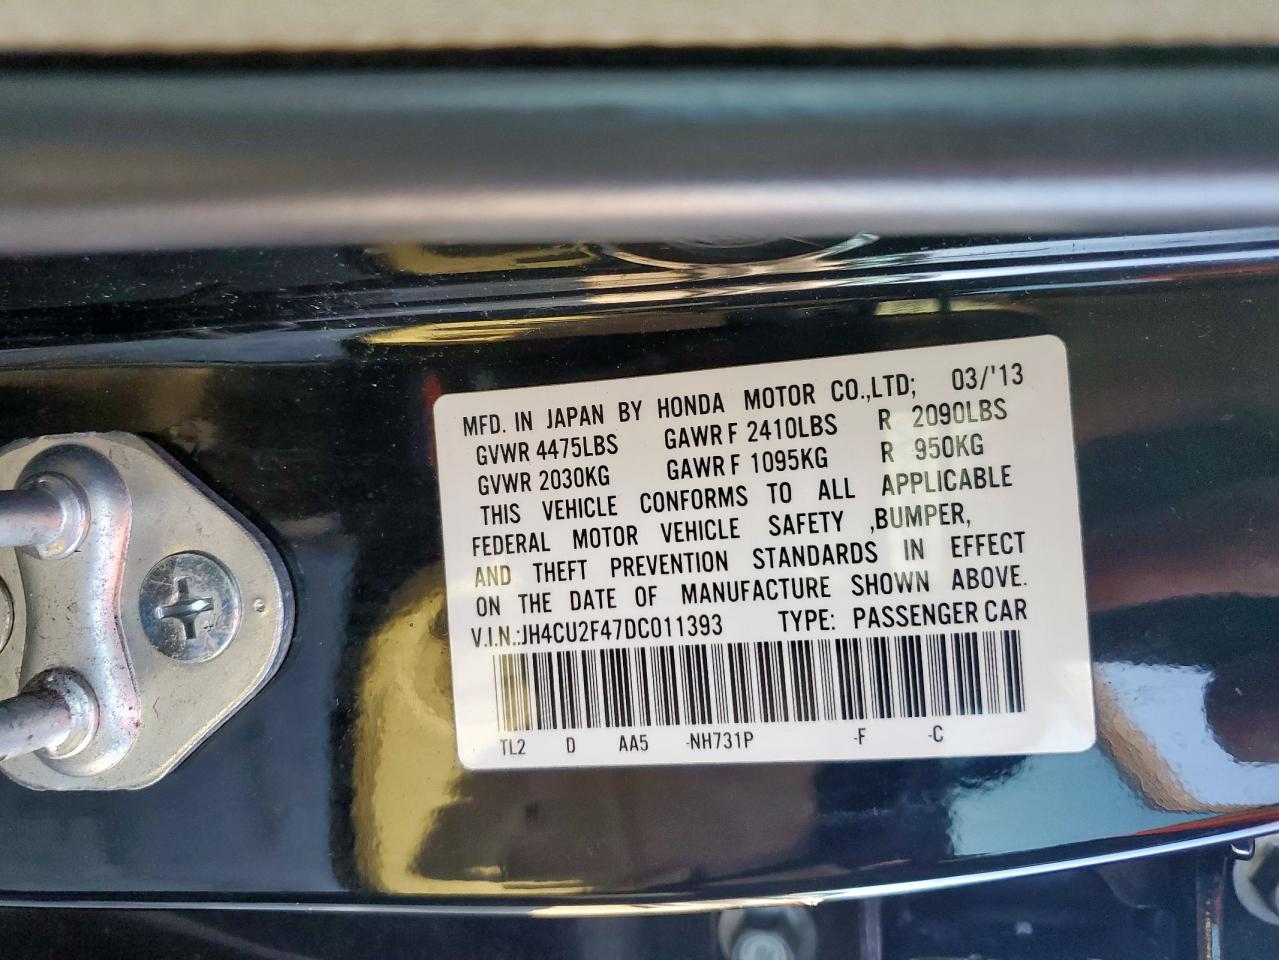 MFD. IN JAPAN BY HONDA MOTOR CO.,LTD; 03/'13
GVWR 4475LBS GAWR F 2410LBS R 2090LBS
GVWR 2030KG GAWR F 1095KG R 950KG
THIS VEHICLE CONFORMS TO ALL APPLICABLE
FEDERAL MOTOR VEHICLE SAFETY ,BUMPER,
AND THEFT PREVENTION STANDARDS IN EFFECT
ON THE DATE OF MANUFACTURE SHOWN ABOVE.
V.I.N.:JH4CU2F47DC011393 TYPE: PASSENGER CAR
TL2 D AA5 -NH731P -F -C